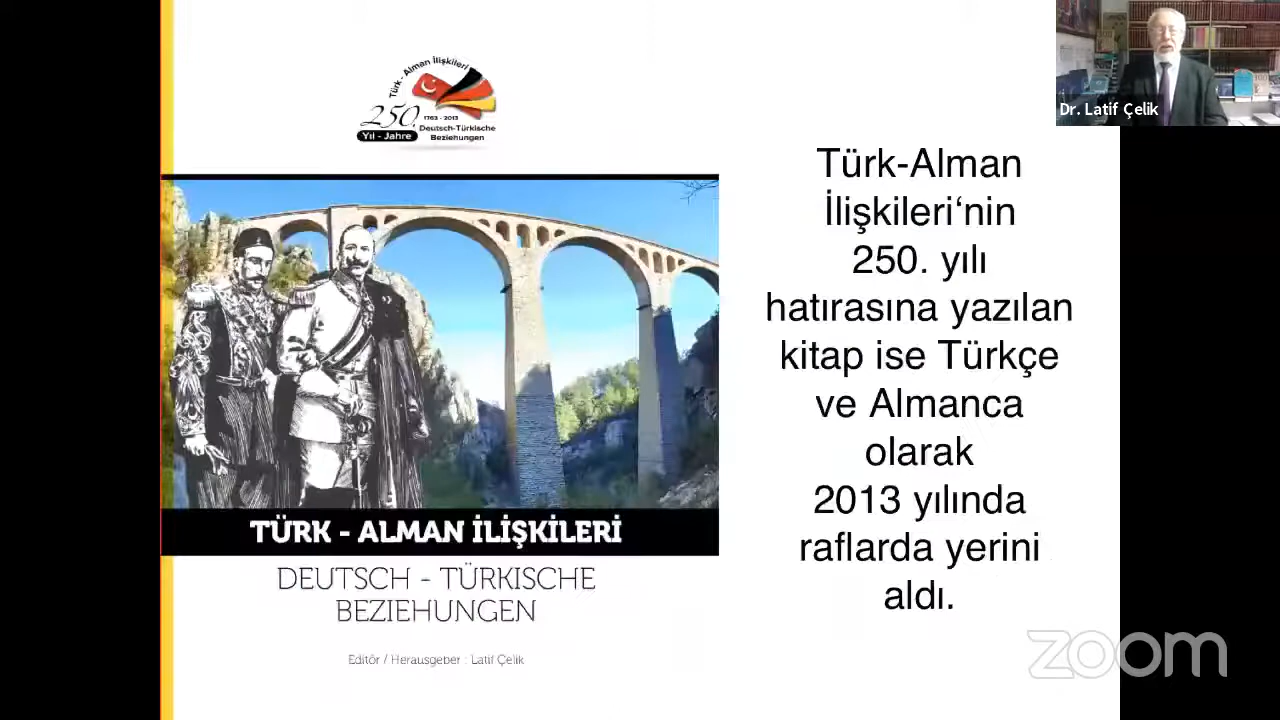 Türk - Alman İlişkileri
250.
1763 - 2013
Yıl - Jahre
Deutsch-Türkische
Beziehungen
TÜRK - ALMAN İLİŞKİLERİ
DEUTSCH - TÜRKISCHE
BEZIEHUNGEN
Editör / Herausgeber : Latif Çelik
Dr. Latif Çelik
Türk-Alman
İlişkileri‘nin
250. yılı
hatırasına yazılan
kitap ise Türkçe
ve Almanca
olarak
2013 yılında
raflarda yerini
aldı.
zoom